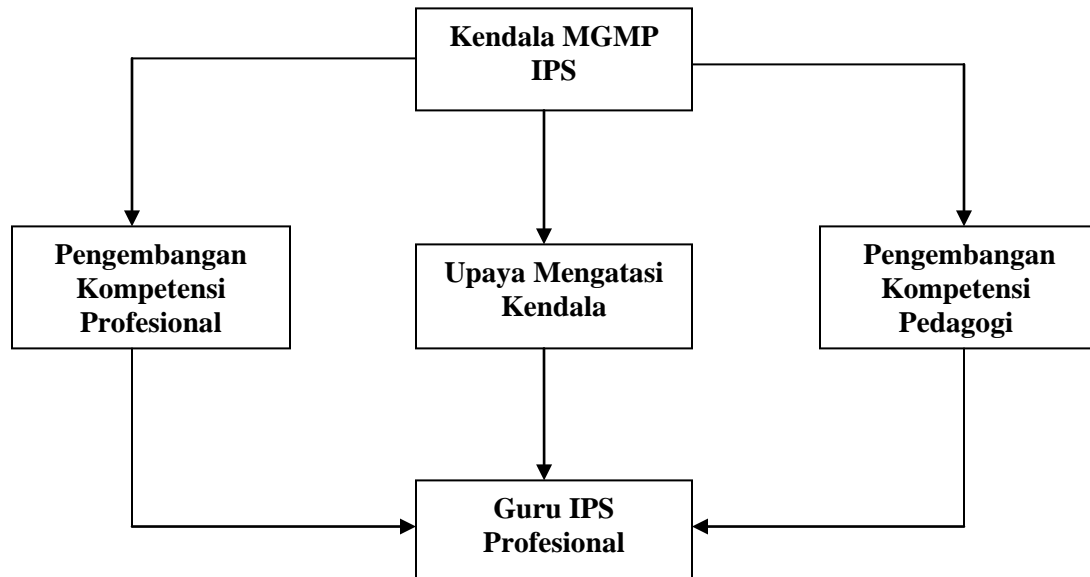 Kendala MGMP
IPS
Pengembangan
Kompetensi
Profesional
Upaya Mengatasi
Kendala
Pengembangan
Kompetensi
Pedagogi
Guru IPS
Profesional